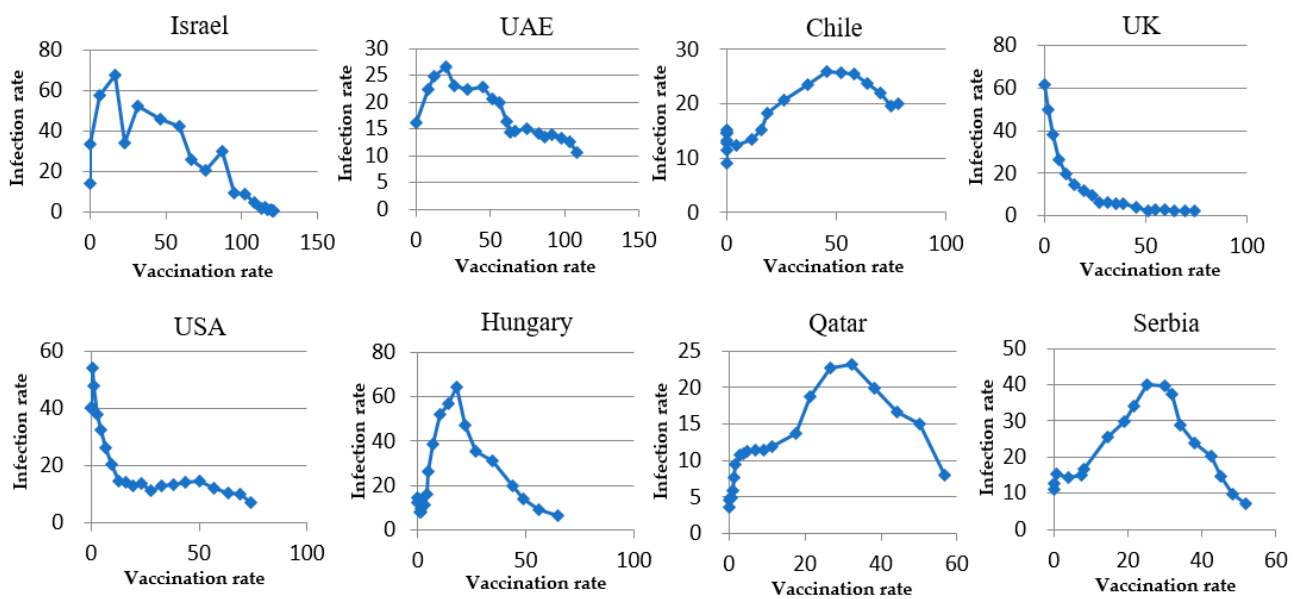 Israel
Infection rate
80
60
40
20
0
0 50 100 150
Vaccination rate
UAE
Infection rate
30
25
20
15
10
5
0
0 50 100 150
Vaccination rate
Chile
Infection rate
30
20
10
0
0 50 100
Vaccination rate
UK
Infection rate
80
60
40
20
0
0 50 100
Vaccination rate
USA
Infection rate
60
40
20
0
0 50 100
Vaccination rate
Hungary
Infection rate
80
60
40
20
0
0 50 100
Vaccination rate
Qatar
Infection rate
25
20
15
10
5
0
0 20 40 60
Vaccination rate
Serbia
Infection rate
50
40
30
20
10
0
0 20 40 60
Vaccination rate